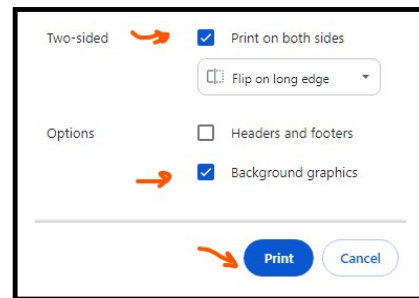 Two-sided Print on both sides
Flip on long edge
Options Headers and footers
Background graphics
Print Cancel